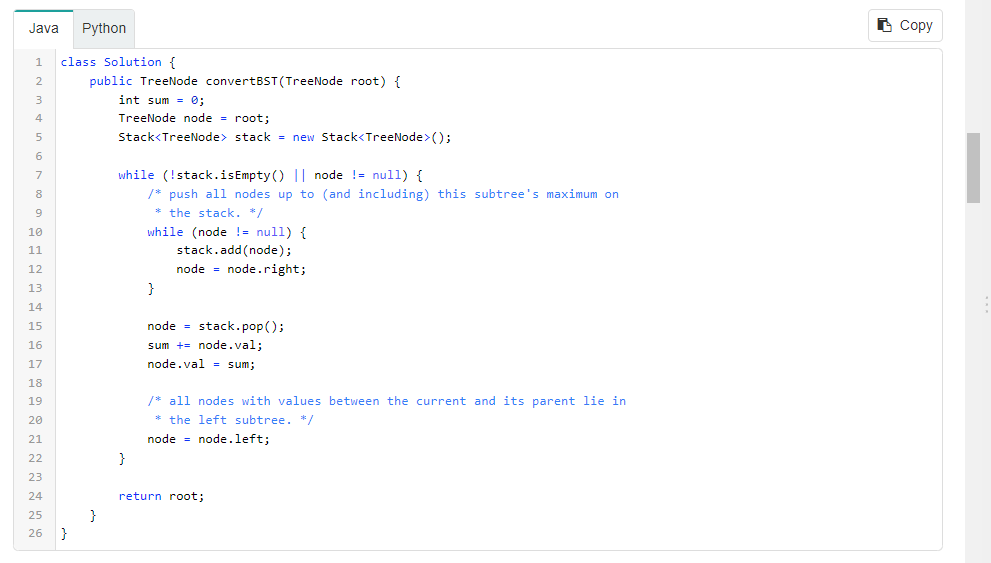 Java Python Copy
1 class Solution {
2     public TreeNode convertBST(TreeNode root) {
3         int sum = 0;
4         TreeNode node = root;
5         Stack<TreeNode> stack = new Stack<TreeNode>();
6
7         while (!stack.isEmpty() || node != null) {
8             /* push all nodes up to (and including) this subtree's maximum on
9              * the stack. */
10             while (node != null) {
11                 stack.add(node);
12                 node = node.right;
13             }
14
15             node = stack.pop();
16             sum += node.val;
17             node.val = sum;
18
19             /* all nodes with values between the current and its parent lie in
20              * the left subtree. */
21             node = node.left;
22         }
23
24         return root;
25     }
26 }